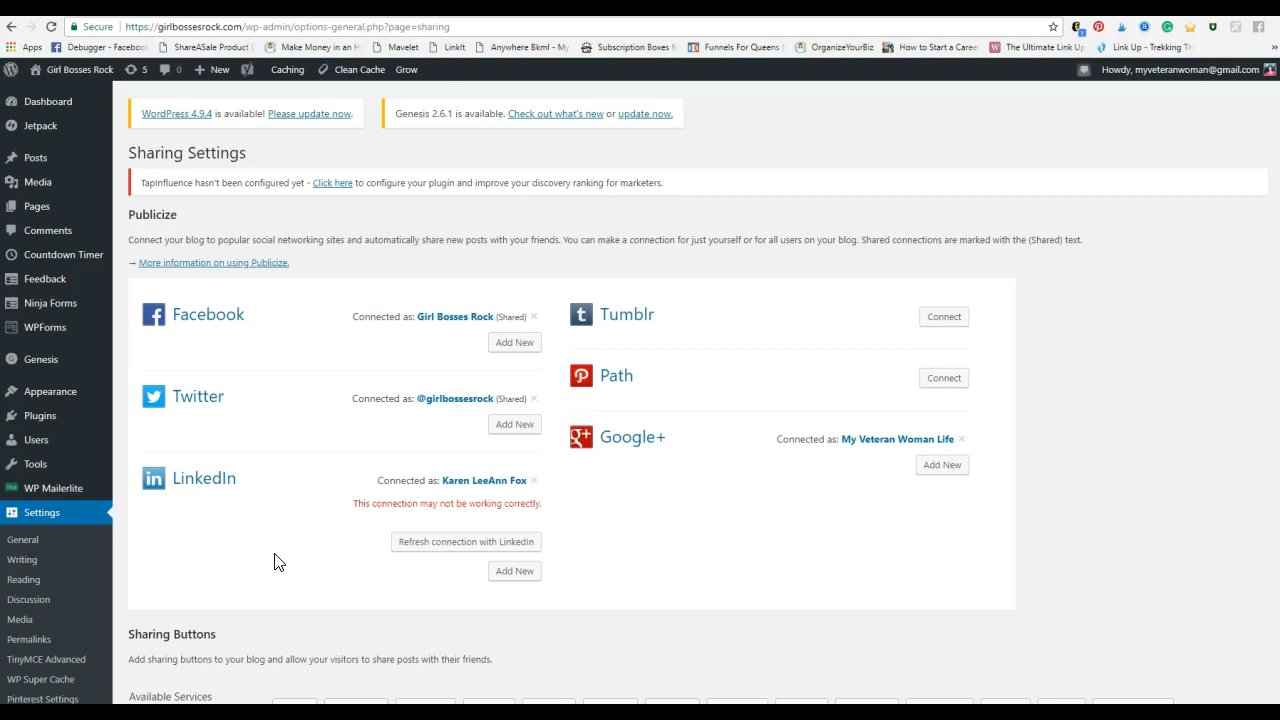 Secure
https://girlbossesrock.com/wp-admin/options-general.php?page=sharing
Apps
Debugger - Faceboo
ShareASale Product
Make Money in an H
Mavelet
LinkIt
Anywhere Bkml - My
Subscription Boxes fo
Funnels For Queens
OrganizeYourBiz
How to Start a Caree
The Ultimate Link Up
Link Up - Trekking Th
»
Girl Bosses Rock
5
0
+ New
Caching
Clean Cache
Grow
Howdy, myveteranwoman@gmail.com
Dashboard
Jetpack
Posts
Media
Pages
Comments
Countdown Timer
Feedback
Ninja Forms
WPForms
Genesis
Appearance
Plugins
Users
Tools
WP Mailerlite
Settings
General
Writing
Reading
Discussion
Media
Permalinks
TinyMCE Advanced
WP Super Cache
Pinterest Settings
WordPress 4.9.4 is available! Please update now.
Genesis 2.6.1 is available. Check out what's new or update now.
Sharing Settings
TapInfluence hasn't been configured yet - Click here to configure your plugin and improve your discovery ranking for marketers.
Publicize
Connect your blog to popular social networking sites and automatically share new posts with your friends. You can make a connection for just yourself or for all users on your blog. Shared connections are marked with the (Shared) text.
→ More information on using Publicize.
Facebook
Connected as: Girl Bosses Rock (Shared) ×
Add New
Twitter
Connected as: @girlbossesrock (Shared) ×
Add New
LinkedIn
Connected as: Karen LeeAnn Fox ×
This connection may not be working correctly.
Refresh connection with LinkedIn
Add New
Tumblr
Connect
Path
Connect
Google+
Connected as: My Veteran Woman Life ×
Add New
Sharing Buttons
Add sharing buttons to your blog and allow your visitors to share posts with their friends.
Available Services